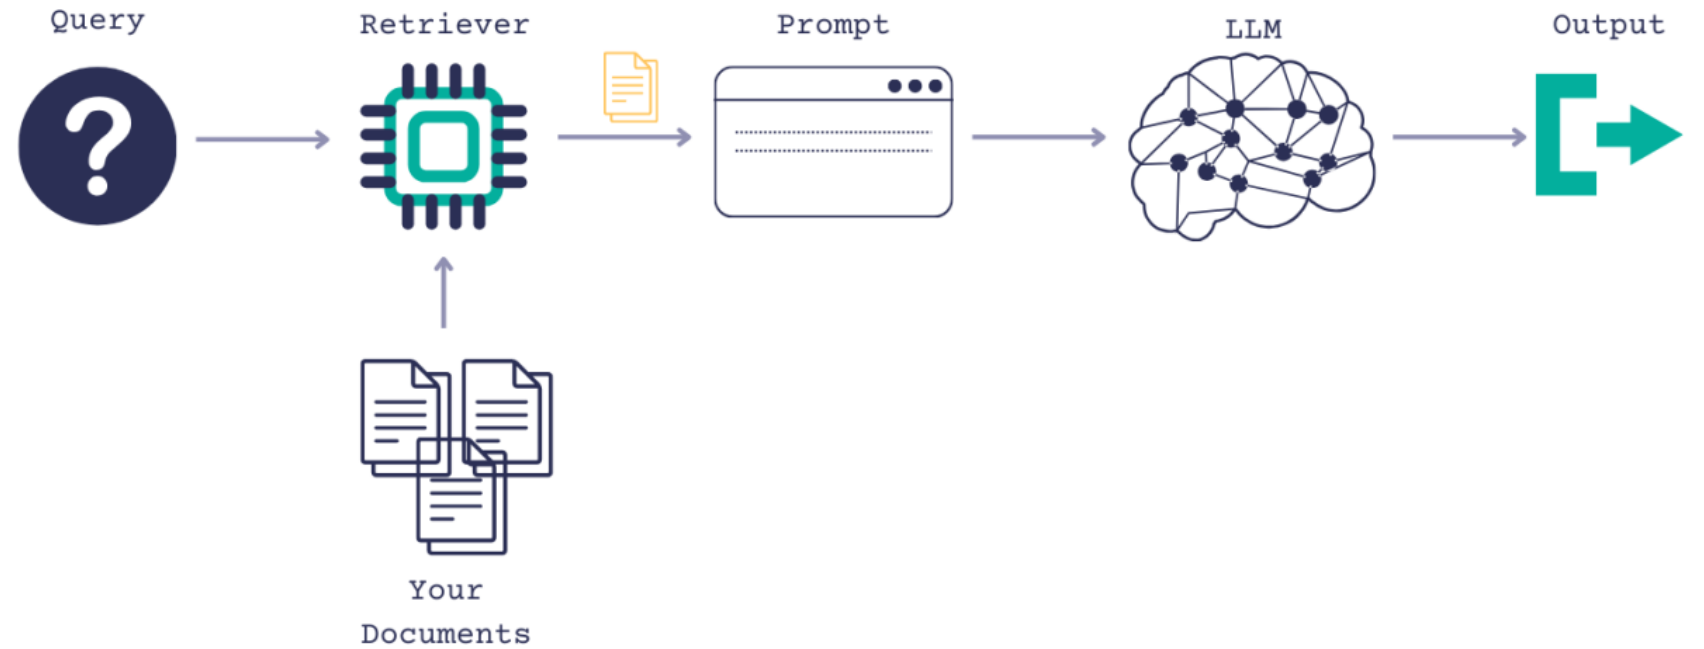 Query
Retriever
Prompt
LLM
Output
?
Your
Documents